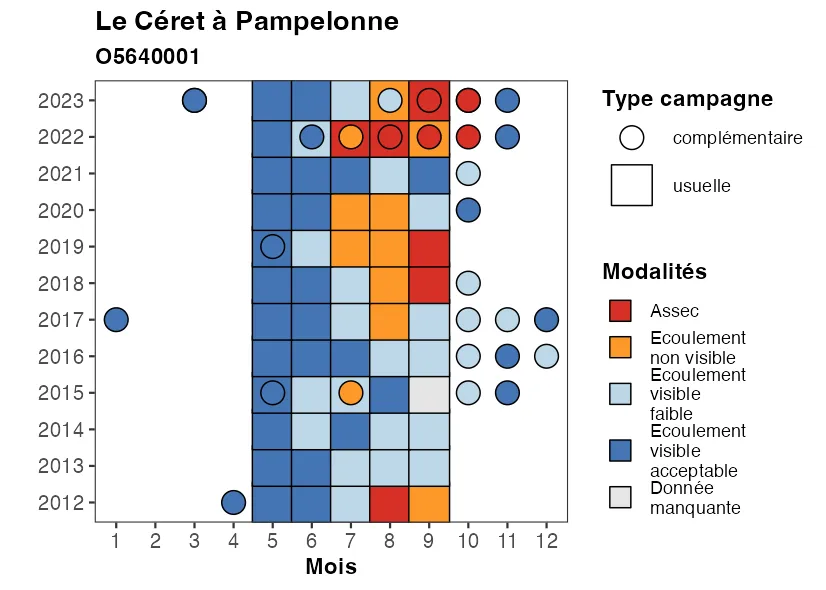 Le Céret à Pampelonne
O5640001
2023
2022
2021
2020
2019
2018
2017
2016
2015
2014
2013
2012
1 2 3 4 5 6 7 8 9 10 11 12
Mois
Type campagne
complémentaire
usuelle
Modalités
Assec
Ecoulement
non visible
Ecoulement
visible
faible
Ecoulement
visible
acceptable
Donnée
manquante